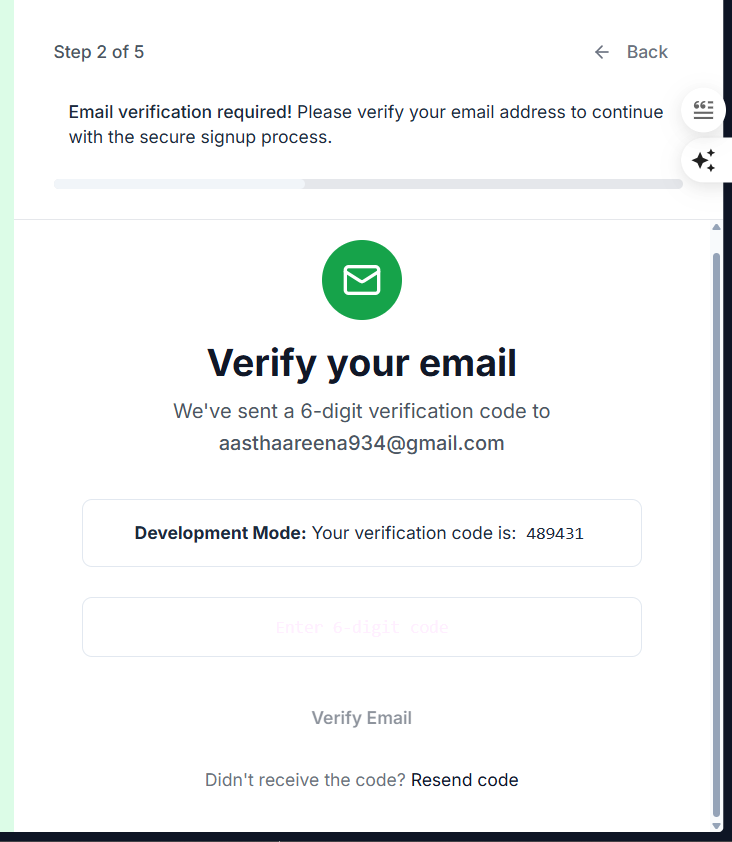 Step 2 of 5
Back
Email verification required! Please verify your email address to continue
with the secure signup process.
Verify your email
We've sent a 6-digit verification code to
aasthaareena934@gmail.com
Development Mode: Your verification code is: 489431
Enter 6-digit code
Verify Email
Didn't receive the code? Resend code